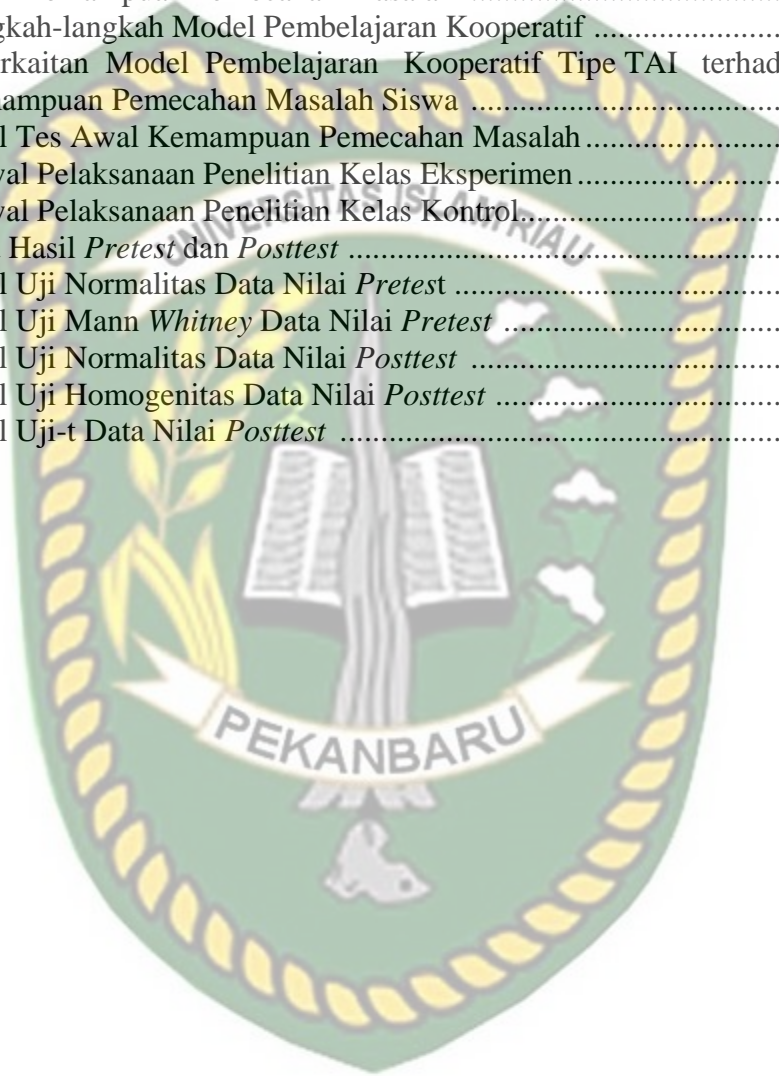 gkah-langkah Model Pembelajaran Kooperatif ........................
rkaitan Model Pembelajaran Kooperatif Tipe TAI terhad
ampuan Pemecahan Masalah Siswa ........................
l Tes Awal Kemampuan Pemecahan Masalah ........................
val Pelaksanaan Penelitian Kelas Eksperimen ........................
val Pelaksanaan Penelitian Kelas Kontrol ........................
Hasil Pretest dan Posttest ........................
l Uji Normalitas Data Nilai Pretest ........................
l Uji Mann Whitney Data Nilai Pretest ........................
l Uji Normalitas Data Nilai Posttest ........................
l Uji Homogenitas Data Nilai Posttest ........................
l Uji-t Data Nilai Posttest ........................
UNIVERSITAS ISLAM RIAU
PEKANBARU